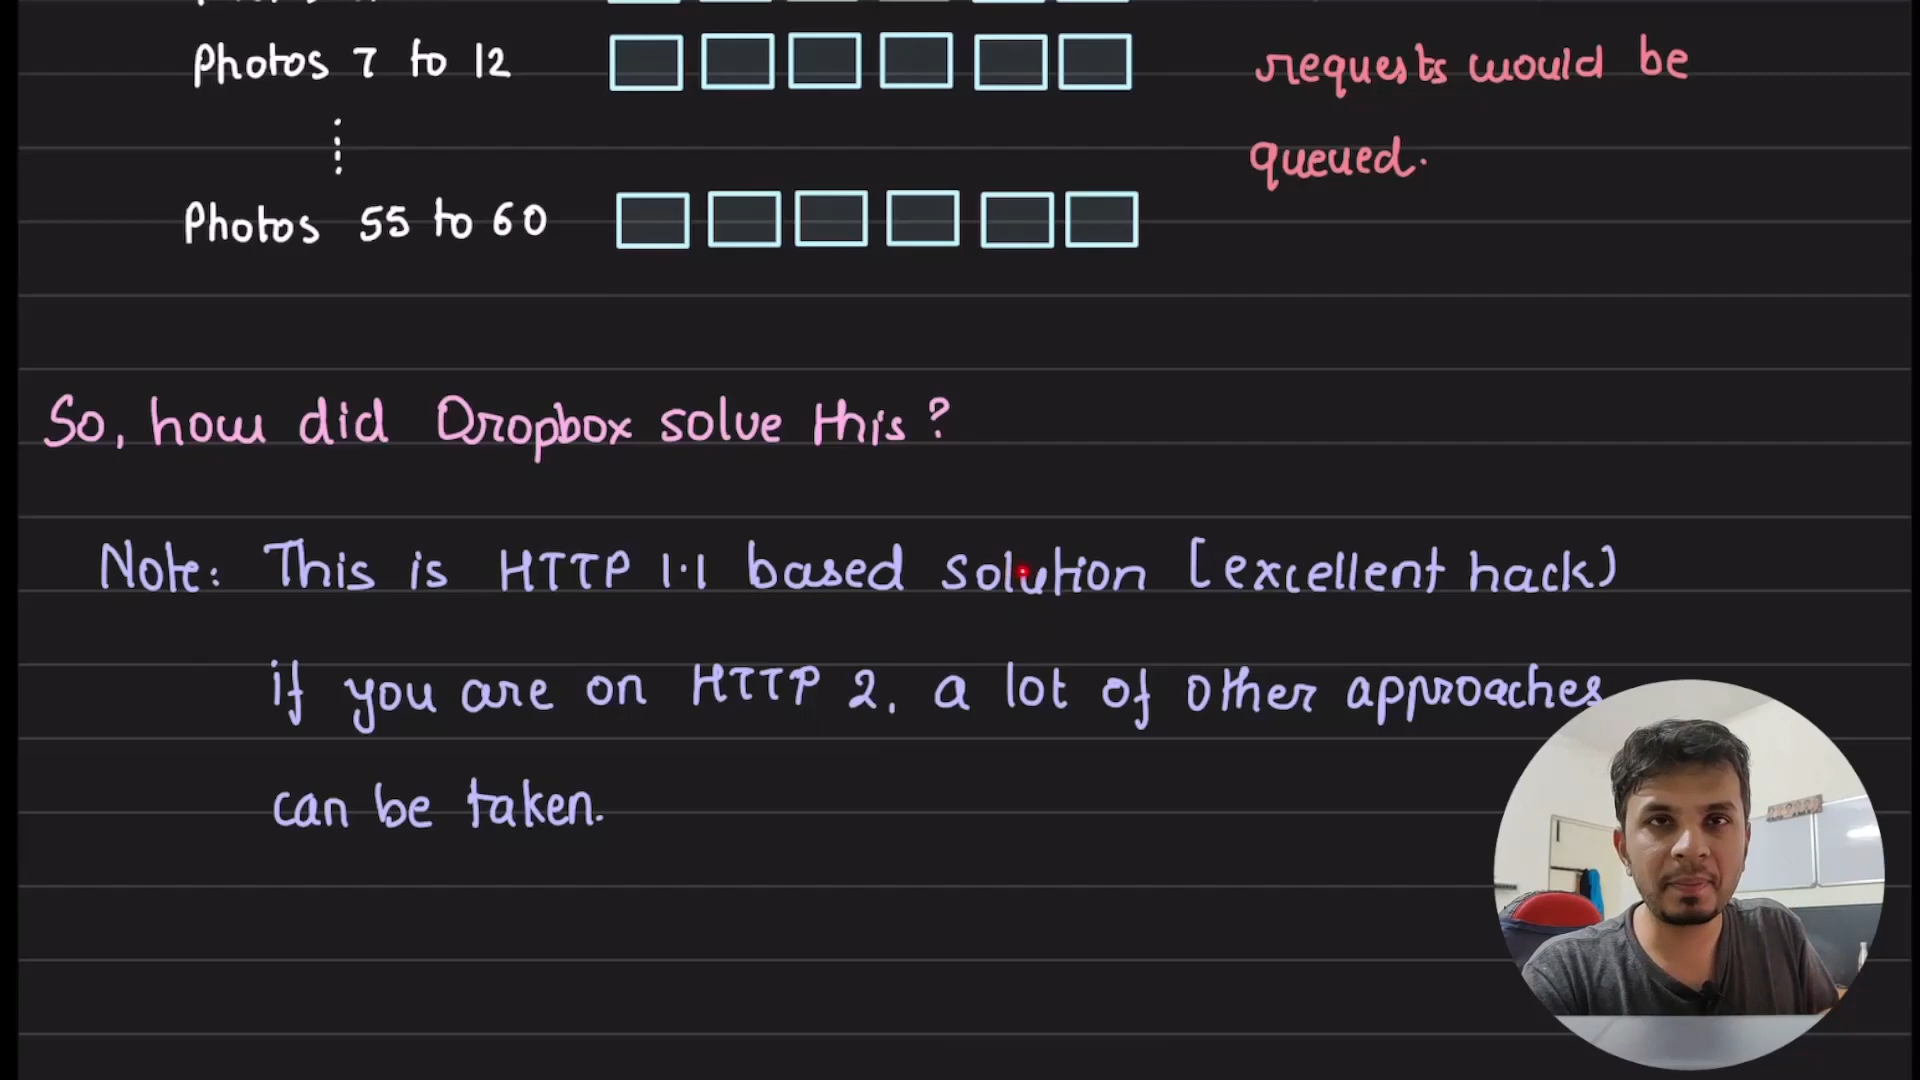 Photos 7 to 12
requests would be
queued.
Photos 55 to 60
So, how did Dropbox solve this?
Note: This is HTTP 1.1 based solution [excellent hack)
if you are on HTTP 2, a lot of other approaches
can be taken.